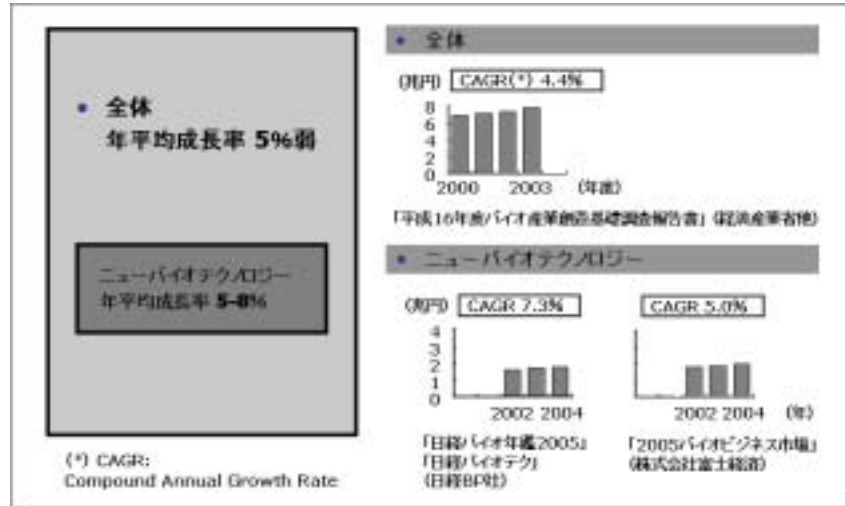 • 全体
年平均成長率 5%弱
ニューバイオテクノロジー
年平均成長率 5-8%
(*) CAGR:
Compound Annual Growth Rate
• 全体
(兆円) CAGR(*) 4.4%
8
6
4
2
0
2000 2003 (年度)
「平成16年度バイオ産業創造基礎調査報告書」(経済産業省他)
• ニューバイオテクノロジー
(兆円) CAGR 7.3%
4
3
2
1
0
2002 2004
「日経バイオ年鑑2005」
「日経バイオテク」
(日経BP社)
CAGR 5.0%
2002 2004 (年)
「2005バイオビジネス市場」
(株式会社富士経済)